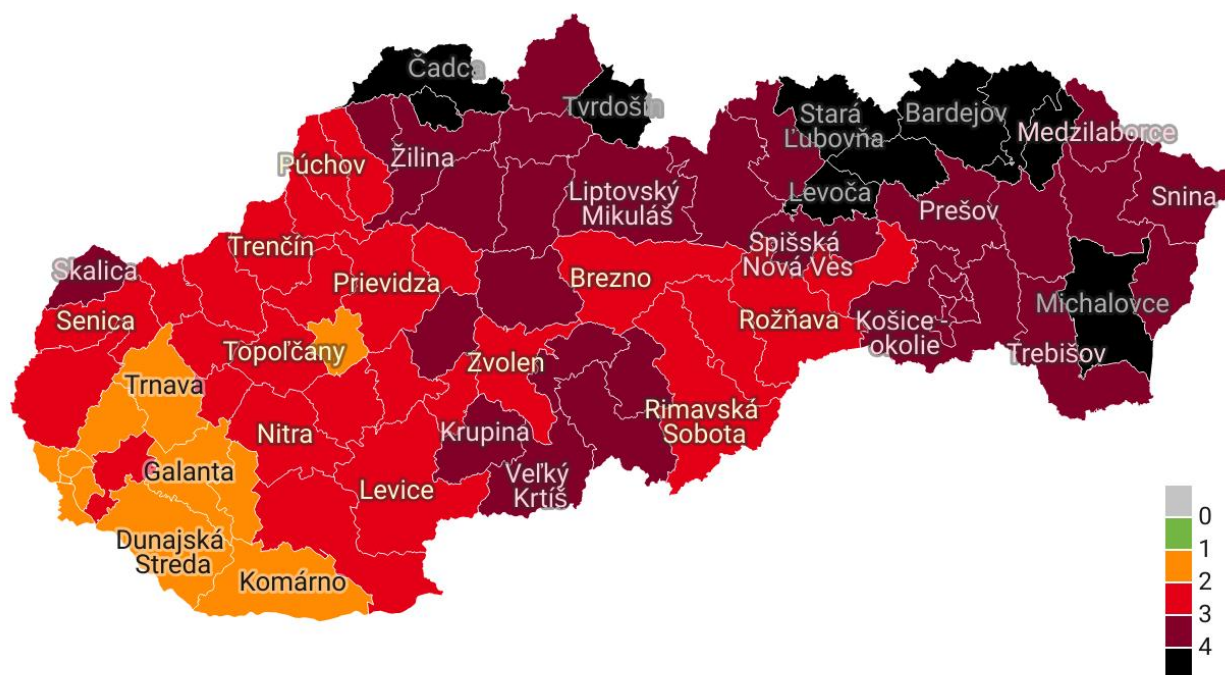 Čadca
Tvrdošín
Stará
Ľubovňa
Bardejov
Medzilaborce
Púchov
Žilina
Liptovský
Mikuláš
Levoča
Prešov
Snina
Skalica
Trenčín
Prievidza
Brezno
Spišská
Nová Ves
Senica
Topoľčany
Zvolen
Rožňava
Košice -
okolie
Michalovce
Trebišov
Trnava
Nitra
Krupina
Rimavská
Sobota
Galanta
Levice
Veľký
Krtíš
Dunajská
Streda
Komárno
0
1
2
3
4